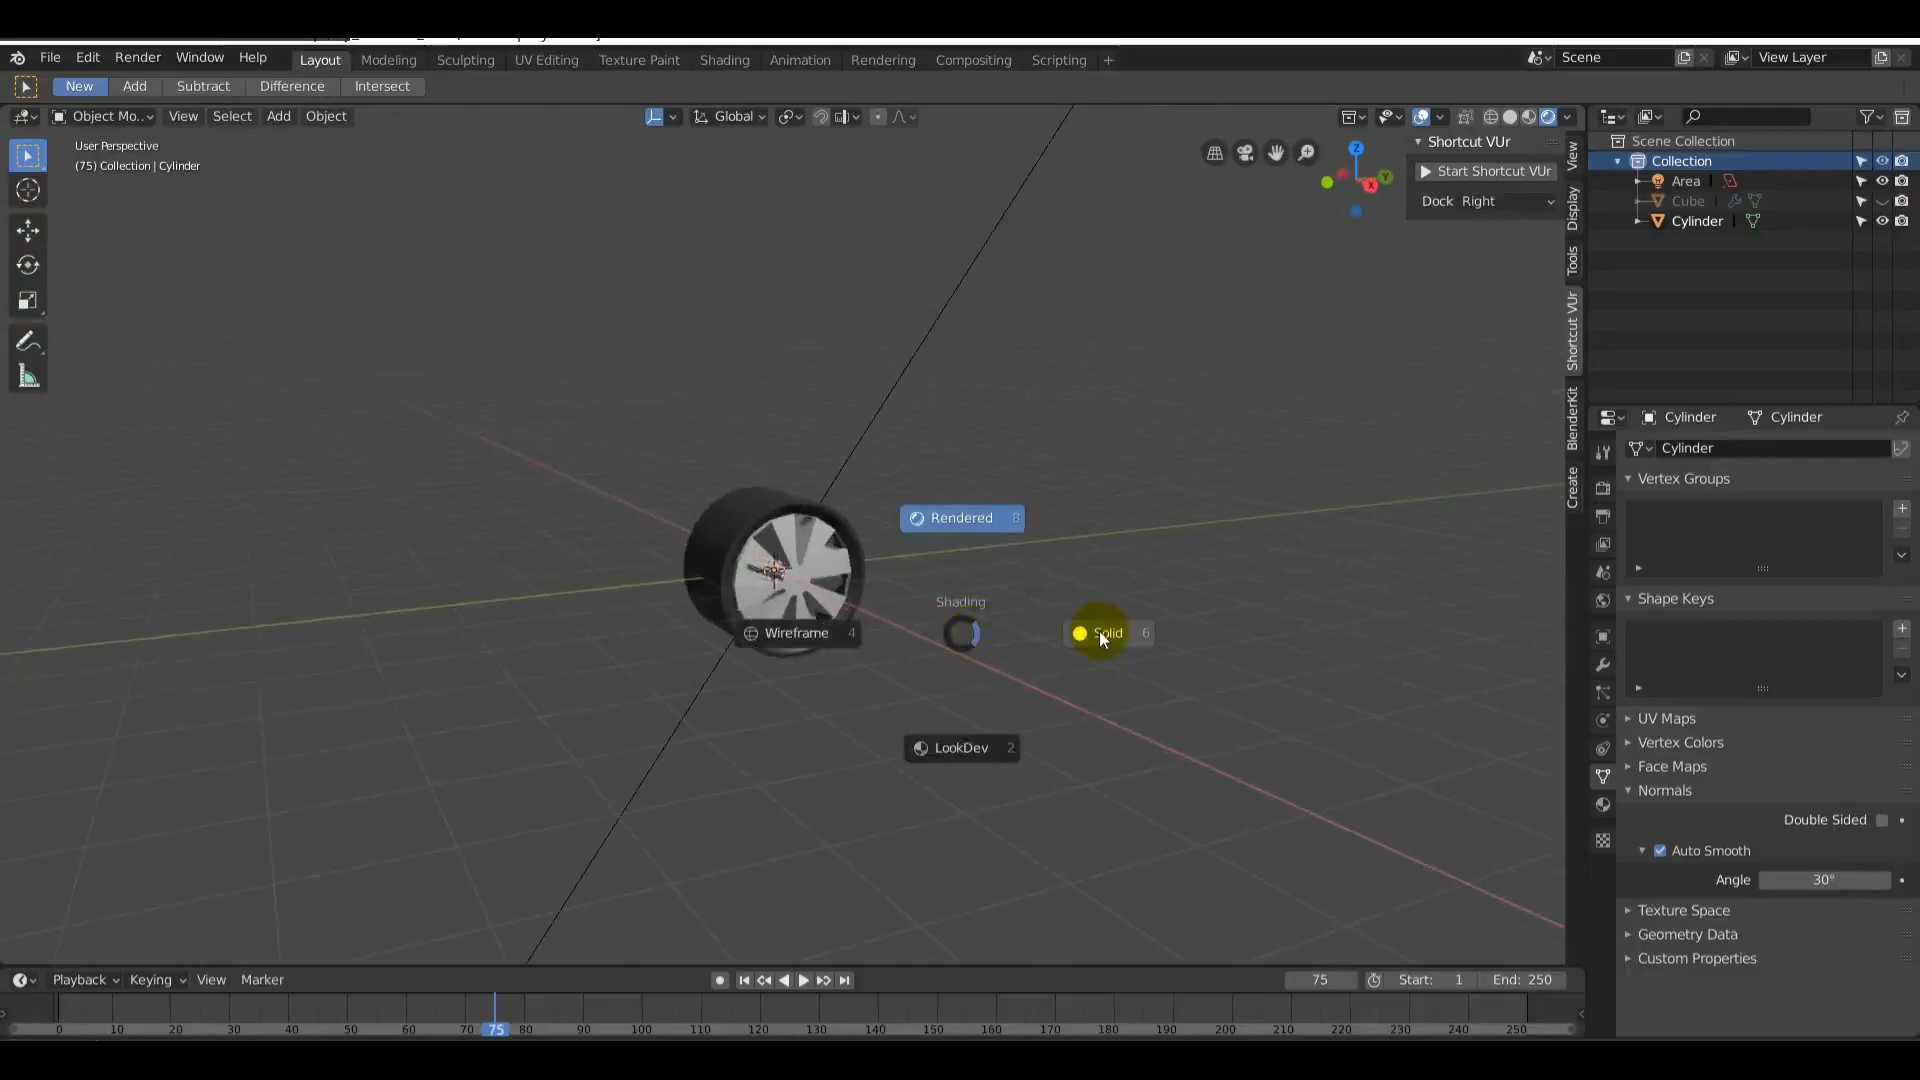 File Edit Render Window Help Layout Modeling Sculpting UV Editing Texture Paint Shading Animation Rendering Compositing Scripting + Scene View Layer
New Add Subtract Difference Intersect
Object Mo.. View Select Add Object Global
User Perspective
(75) Collection | Cylinder
Z
Y
X
Shortcut VUr
Start Shortcut VUr
Dock Right
View
Display
Tools
Shortcut VUr
BlenderKit
Create
Scene Collection
Collection
Area
Cube
Cylinder
Rendered 8
Shading
Wireframe 4
Solid 6
LookDev 2
Cylinder Cylinder
Cylinder
Vertex Groups
Shape Keys
UV Maps
Vertex Colors
Face Maps
Normals
Double Sided
Auto Smooth
Angle 30°
Texture Space
Geometry Data
Custom Properties
Playback Keying View Marker 75 Start: 1 End: 250
0 10 20 30 40 50 60 70 75 80 90 100 110 120 130 140 150 160 170 180 190 200 210 220 230 240 250